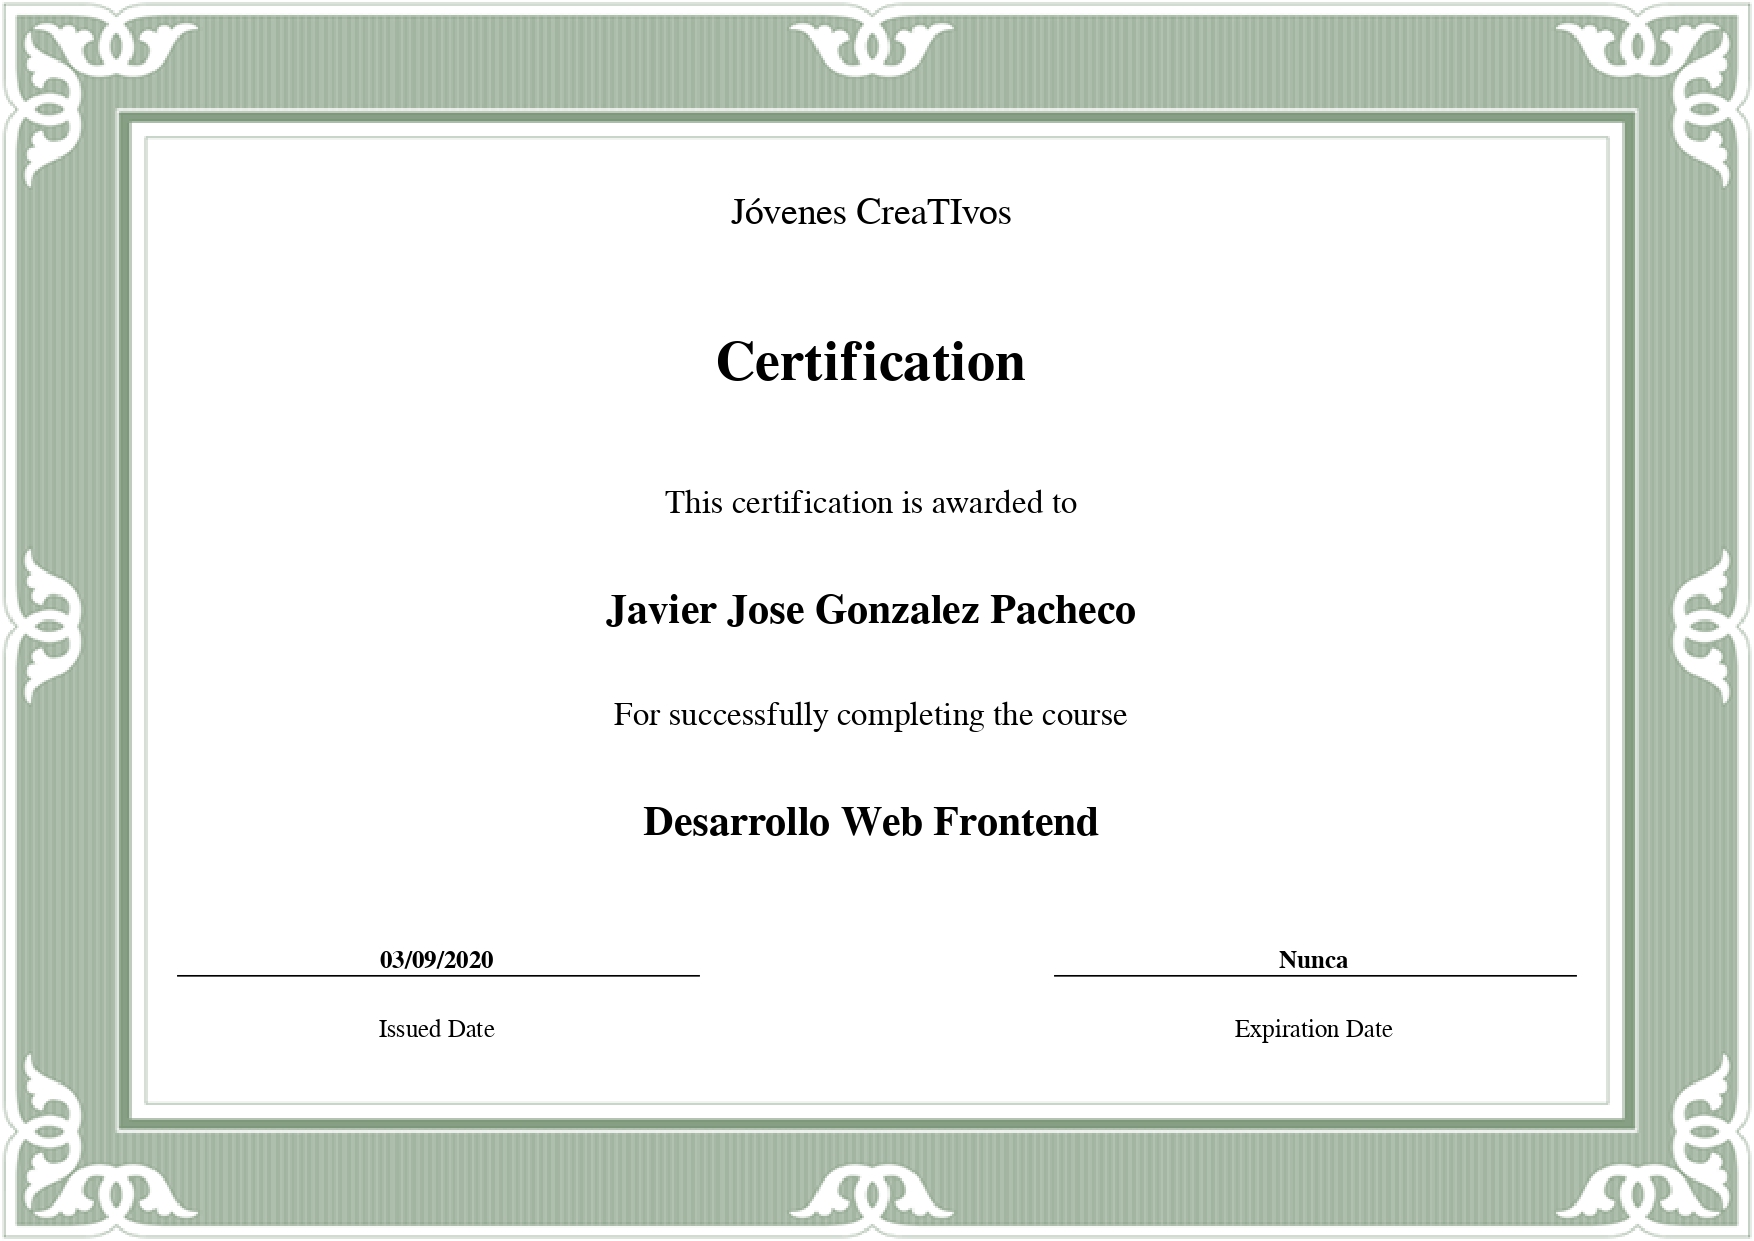 Jóvenes CreaTIvos
Certification
This certification is awarded to
Javier Jose Gonzalez Pacheco
For successfully completing the course
Desarrollo Web Frontend
03/09/2020
Nunca
Issued Date
Expiration Date